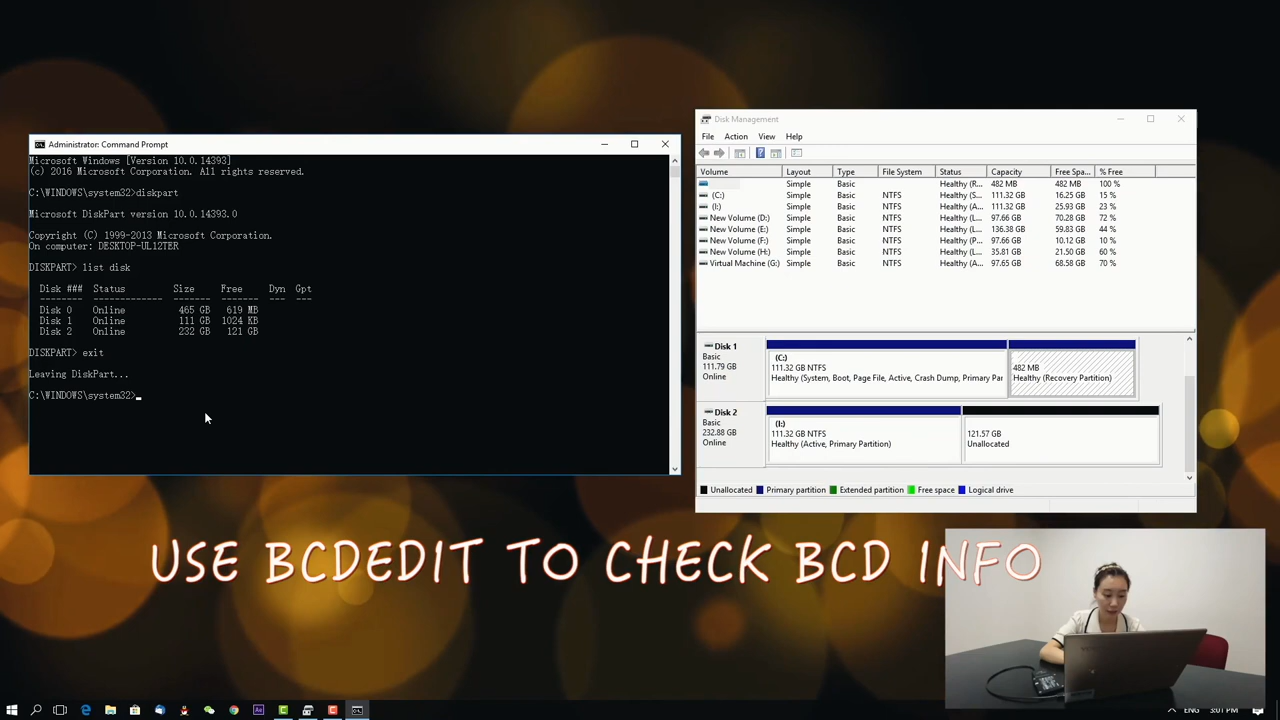 Administrator: Command Prompt
Microsoft Windows [Version 10.0.14393]
(c) 2016 Microsoft Corporation. All rights reserved.
C:\WINDOWS\system32>diskpart
Microsoft DiskPart version 10.0.14393.0
Copyright (C) 1999-2013 Microsoft Corporation.
On computer: DESKTOP-UL12TER
DISKPART> list disk
Disk ### Status Size Free Dyn Gpt
-------- ------------- ------- ------- --- ---
Disk 0 Online 465 GB 619 MB
Disk 1 Online 111 GB 1024 KB
Disk 2 Online 232 GB 121 GB
DISKPART> exit
Leaving DiskPart...
C:\WINDOWS\system32>
Disk Management
File Action View Help
Volume Layout Type File System Status Capacity Free Spa... % Free
Simple Basic Healthy (R... 482 MB 482 MB 100 %
(C:) Simple Basic NTFS Healthy (S... 111.32 GB 16.25 GB 15 %
(I:) Simple Basic NTFS Healthy (A... 111.32 GB 25.93 GB 23 %
New Volume (D:) Simple Basic NTFS Healthy (L... 97.66 GB 70.28 GB 72 %
New Volume (E:) Simple Basic NTFS Healthy (L... 136.38 GB 59.83 GB 44 %
New Volume (F:) Simple Basic NTFS Healthy (L... 97.66 GB 10.12 GB 10 %
New Volume (H:) Simple Basic NTFS Healthy (L... 35.81 GB 21.50 GB 60 %
Virtual Machine (G:) Simple Basic NTFS Healthy (A... 97.65 GB 68.58 GB 70 %
Disk 1
Basic
111.79 GB
Online
(C:)
111.32 GB NTFS
Healthy (System, Boot, Page File, Active, Crash Dump, Primary Par
482 MB
Healthy (Recovery Partition)
Disk 2
Basic
232.88 GB
Online
(I:)
111.32 GB NTFS
Healthy (Active, Primary Partition)
121.57 GB
Unallocated
Unallocated Primary partition Extended partition Free space Logical drive
USE BCDEDIT TO CHECK BCD INFO
ENG 3:01 PM